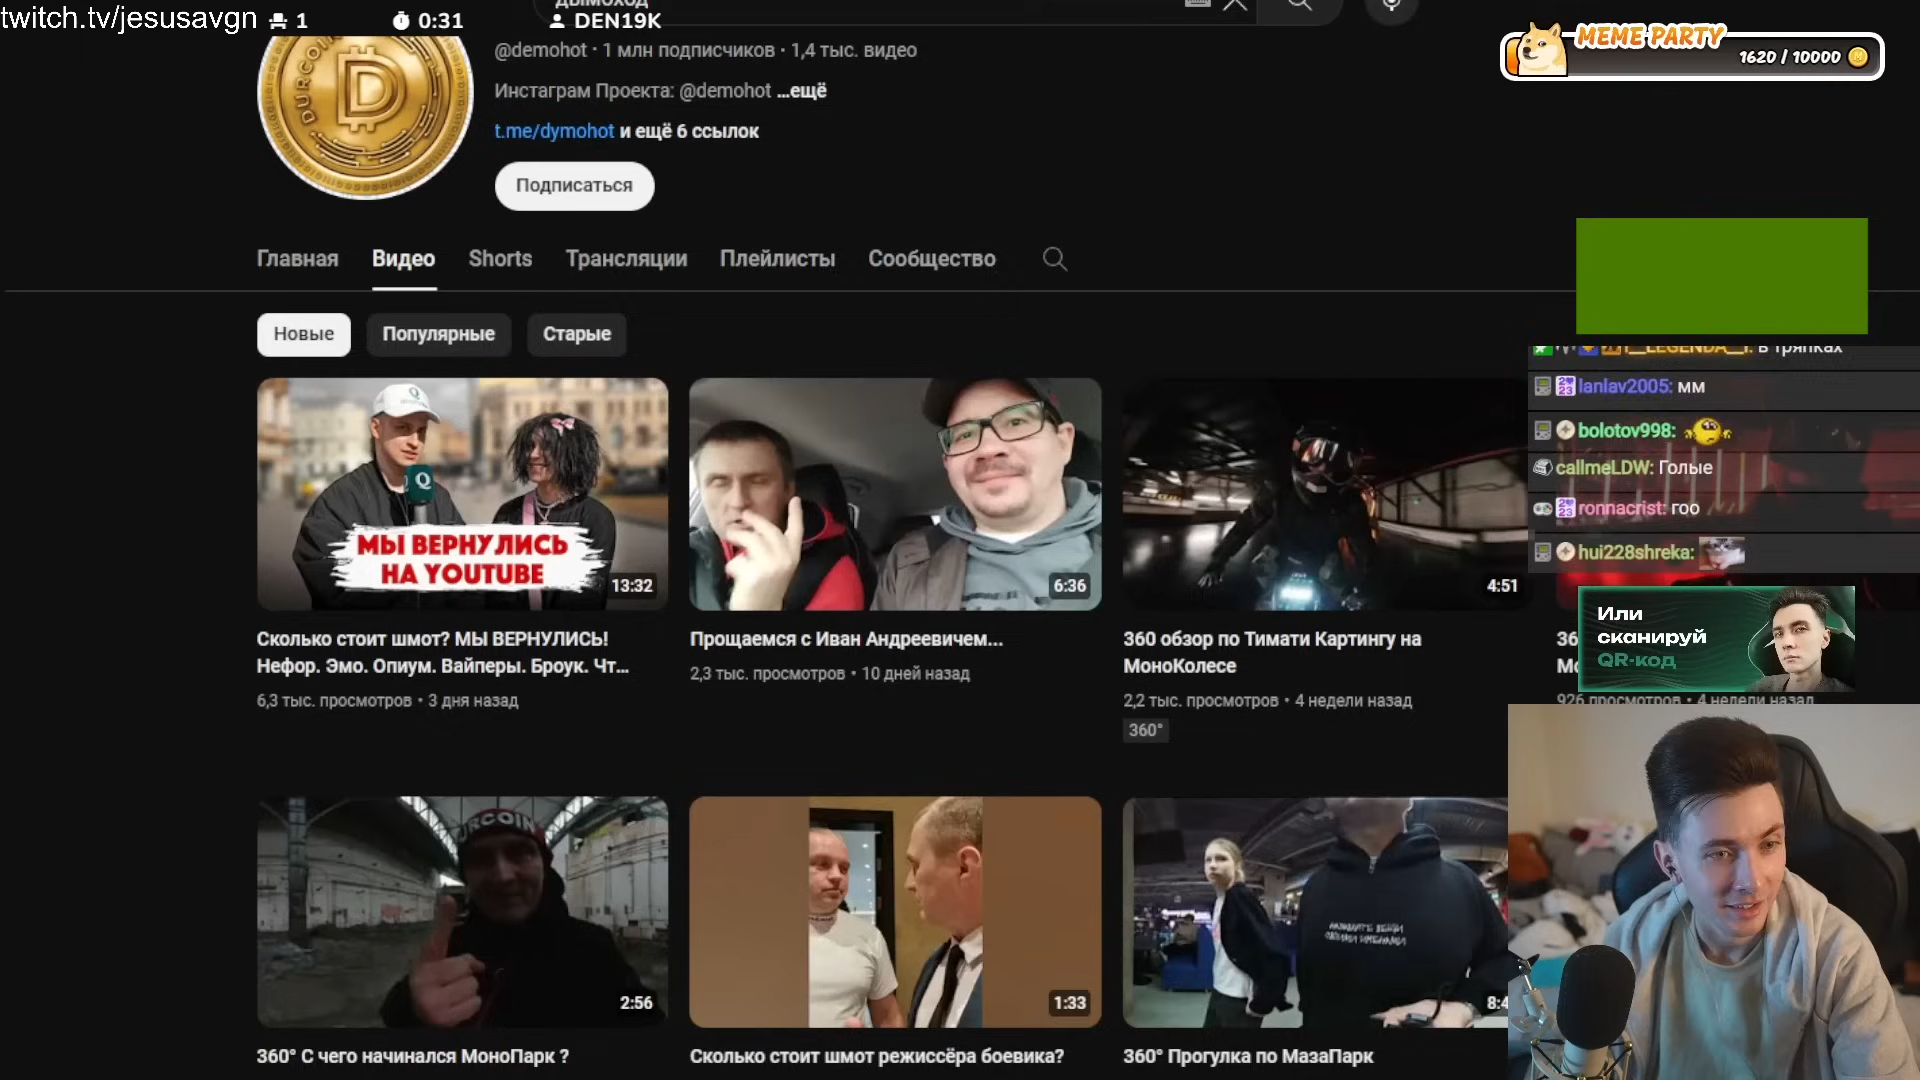 twitch.tv/jesusavgn
1
0:31
DEN19K
@demohot · 1 млн подписчиков · 1,4 тыс. видео
Инстаграм Проекта: @demohot ...ещё
t.me/dymohot и ещё 6 ссылок
Подписаться
MEME PARTY
1620 / 10000
Главная Видео Shorts Трансляции Плейлисты Сообщество
Новые Популярные Старые
в тряпках
lanlav2005: мм
bolotov998:
callmeLDW: Голые
ronnacrist: гоо
hui228shreka:
Или
сканируй
QR-код
Q
МЫ ВЕРНУЛИСЬ
НА YOUTUBE
13:32
6:36
4:51
Сколько стоит шмот? МЫ ВЕРНУЛИСЬ!
Нефор. Эмо. Опиум. Вайперы. Броук. Чт...
6,3 тыс. просмотров · 3 дня назад
Прощаемся с Иван Андреевичем...
2,3 тыс. просмотров · 10 дней назад
360 обзор по Тимати Картингу на
МоноКолесе
2,2 тыс. просмотров · 4 недели назад
360°
926 просмотров · 4 недели назад
2:56
1:33
360° С чего начинался МоноПарк ?
Сколько стоит шмот режиссёра боевика?
360° Прогулка по МазаПарк